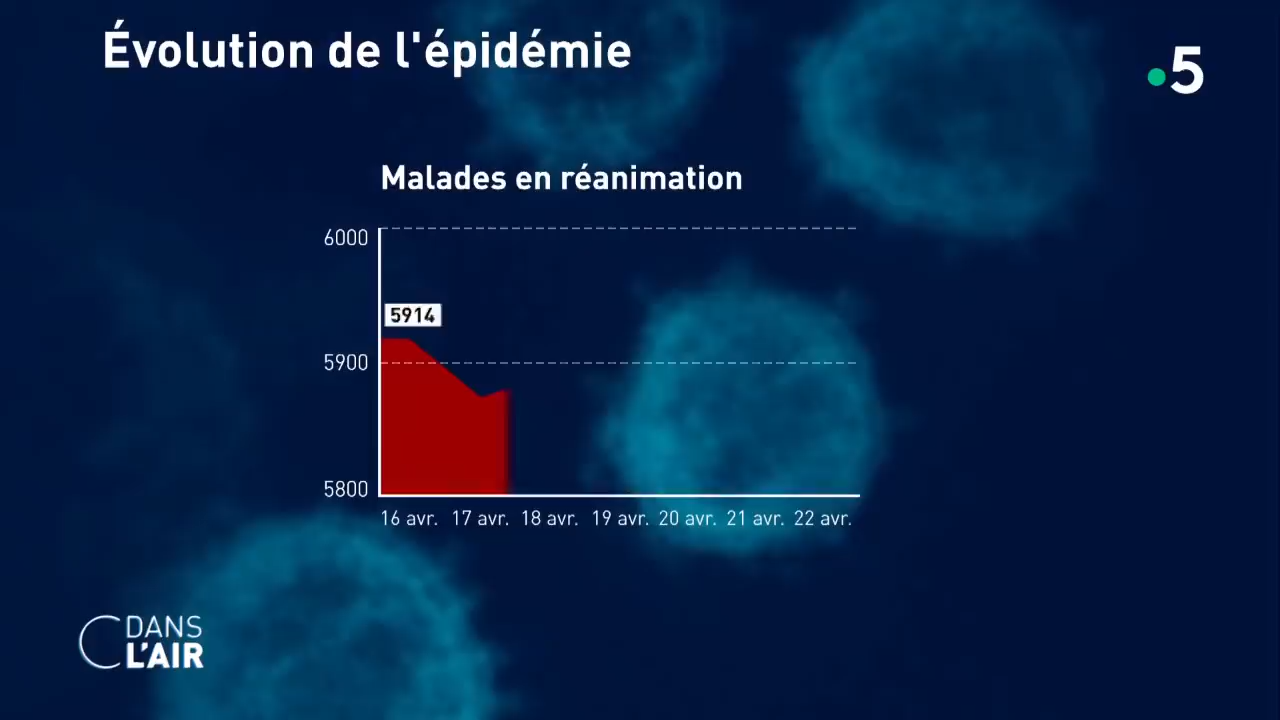 Évolution de l'épidémie
5
Malades en réanimation
6000
5914
5900
5800
16 avr. 17 avr. 18 avr. 19 avr. 20 avr. 21 avr. 22 avr.
C DANS
L'AIR